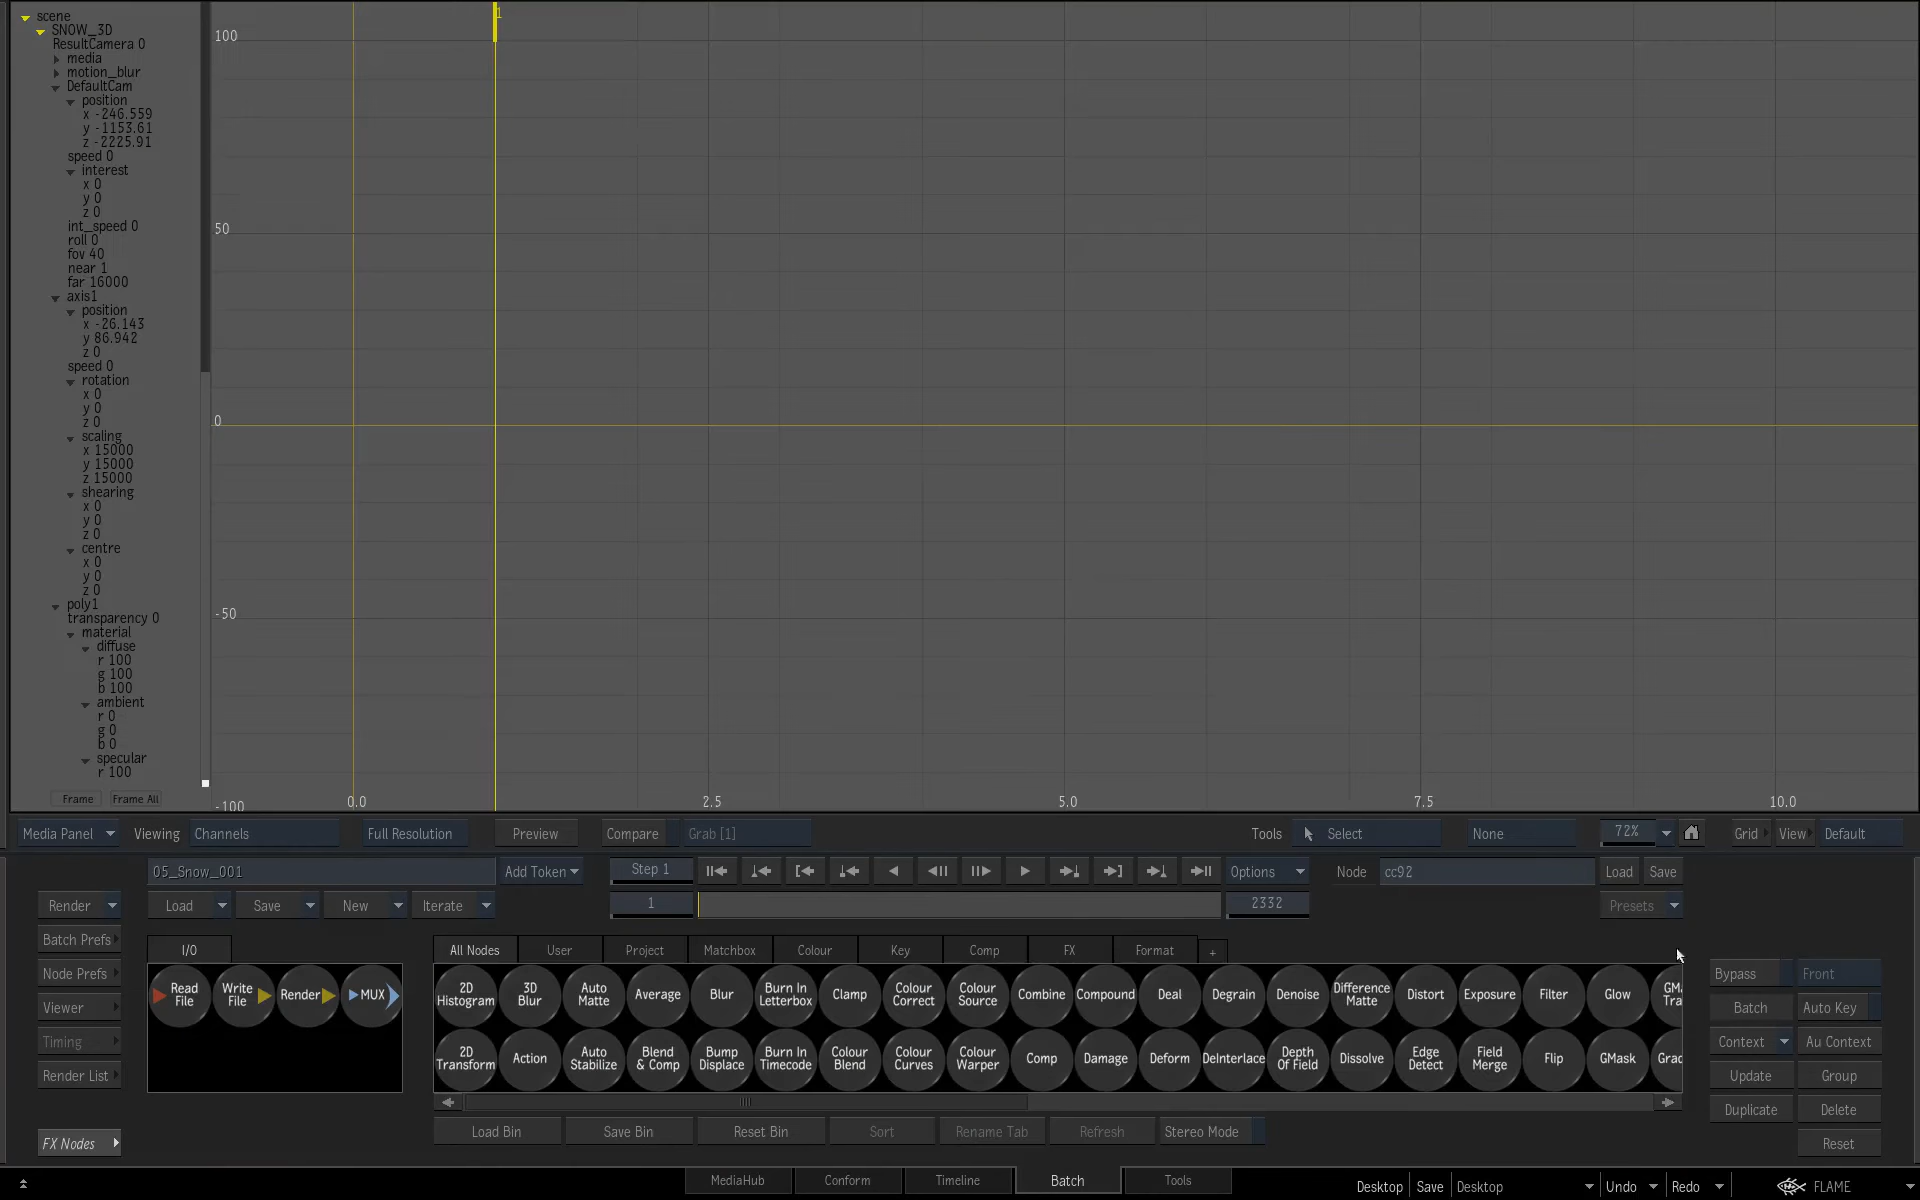 scene
SNOW_3D
ResultCamera 0
media
motion_blur
DefaultCam
position
x -246.559
y -1153.61
z -2225.91
speed 0
interest
x 0
y 0
z 0
int_speed 0
roll 0
fov 40
near 1
far 16000
axis1
position
x -26.143
y 86.942
z 0
speed 0
rotation
x 0
y 0
z 0
scaling
x 15000
y 15000
z 15000
shearing
x 0
y 0
z 0
centre
x 0
y 0
z 0
poly1
transparency 0
material
diffuse
r 100
g 100
b 100
ambient
r 0
g 0
b 0
specular
r 100
Frame Frame All
1
100
50
0
-50
-100
0.0 2.5 5.0 7.5 10.0
Media Panel Viewing Channels Full Resolution Preview Compare Grab [1] Tools Select None 72% Grid View Default
05_Snow_001 Add Token Step 1 Options Node cc92 Load Save
Render Load Save New Iterate 1 2332 Presets
Batch Prefs
Node Prefs
Viewer
Timing
Render List
FX Nodes
I/O
Read File
Write File
Render
MUX
All Nodes User Project Matchbox Colour Key Comp FX Format +
2D Histogram
3D Blur
Auto Matte
Average
Blur
Burn In Letterbox
Clamp
Colour Correct
Colour Source
Combine
Compound
Deal
Degrain
Denoise
Difference Matte
Distort
Exposure
Filter
Glow
GMa
Tra
2D Transform
Action
Auto Stabilize
Blend & Comp
Bump Displace
Burn In Timecode
Colour Blend
Colour Curves
Colour Warper
Comp
Damage
Deform
DeInterlace
Depth Of Field
Dissolve
Edge Detect
Field Merge
Flip
GMask
Grad
Load Bin Save Bin Reset Bin Sort Rename Tab Refresh Stereo Mode
Bypass Front
Batch Auto Key
Context Au Context
Update Group
Duplicate Delete
Reset
MediaHub Conform Timeline Batch Tools
Desktop Save Desktop Undo Redo FLAME